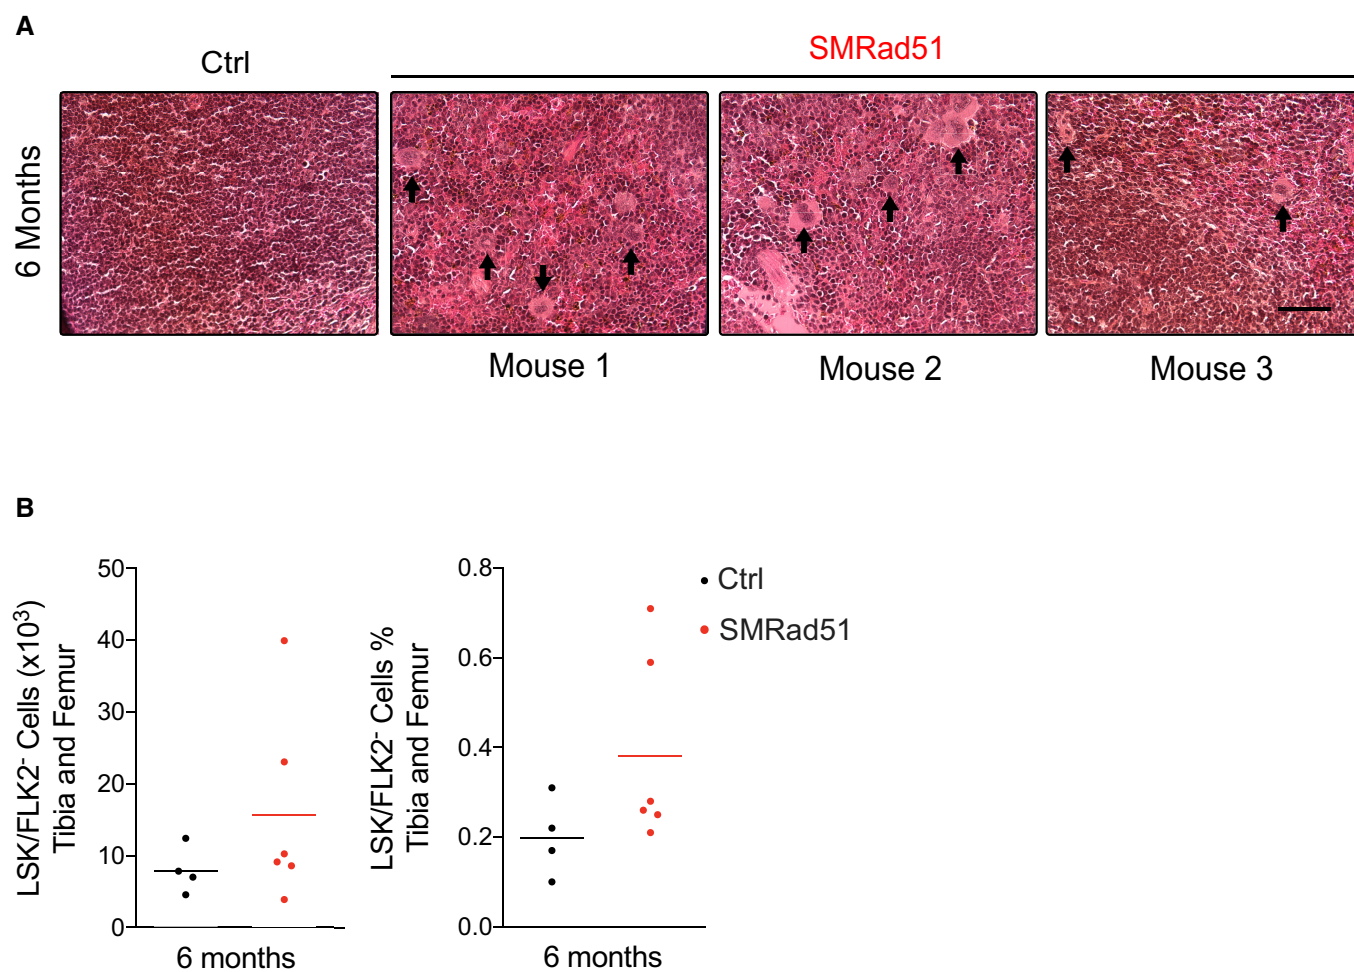 A
Ctrl
SMRad51
6 Months
Mouse 1
Mouse 2
Mouse 3
B
LSK/FLK2⁻ Cells (x10³)
Tibia and Femur
50
40
30
20
10
0
6 months
LSK/FLK2⁻ Cells %
Tibia and Femur
0.8
0.6
0.4
0.2
0.0
6 months
Ctrl
SMRad51